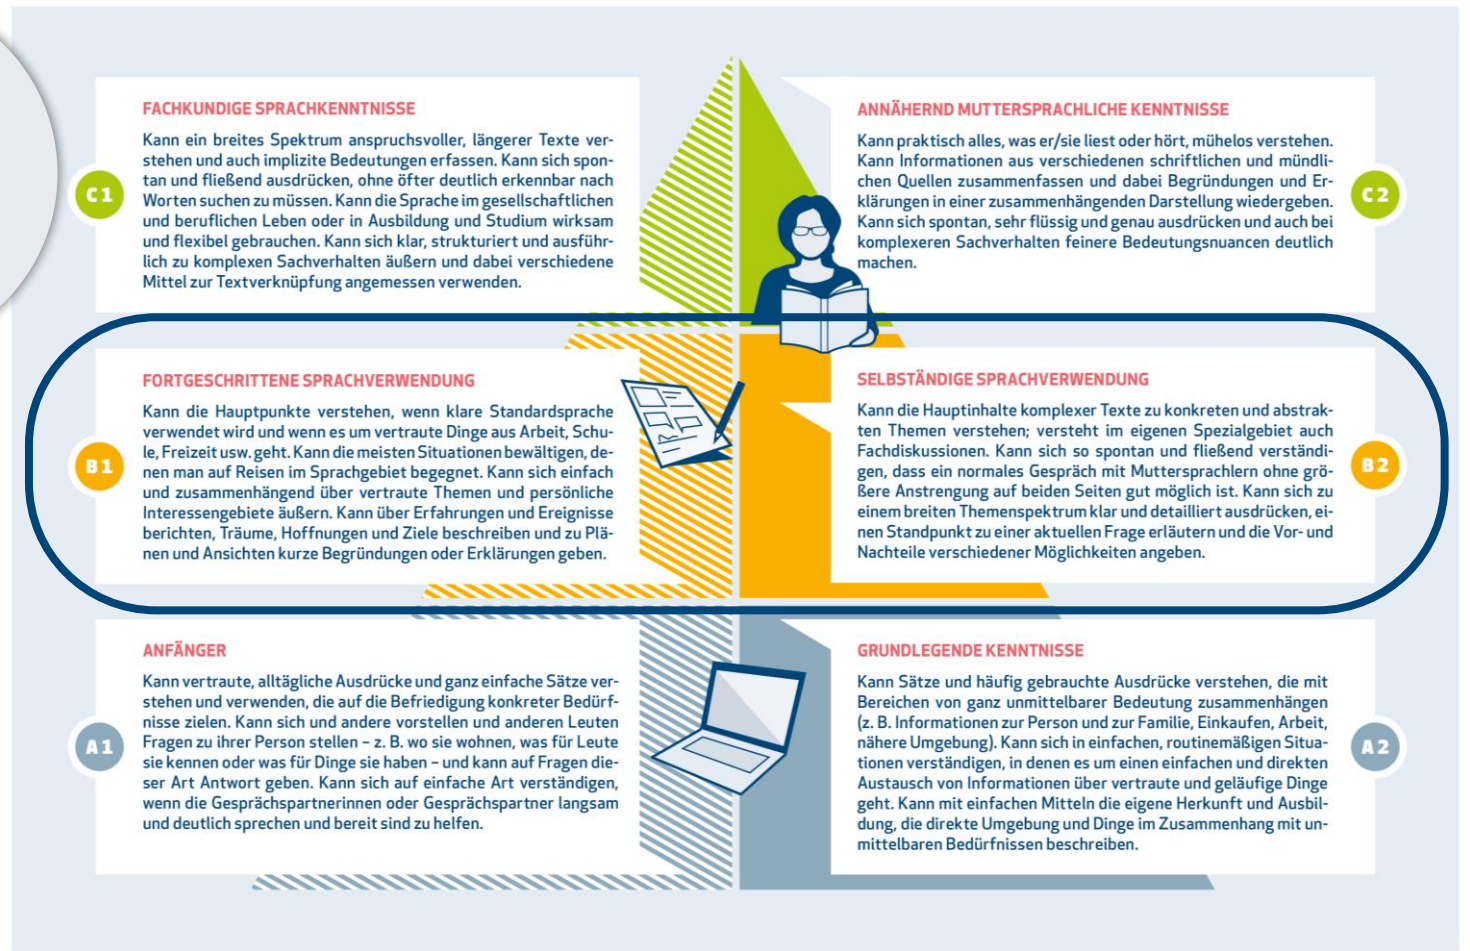 C1
FACHKUNDIGE SPRACHKENNTNISSE
Kann ein breites Spektrum anspruchsvoller, längerer Texte ver-
stehen und auch implizite Bedeutungen erfassen. Kann sich spon-
tan und fließend ausdrücken, ohne öfter deutlich erkennbar nach
Worten suchen zu müssen. Kann die Sprache im gesellschaftlichen
und beruflichen Leben oder in Ausbildung und Studium wirksam
und flexibel gebrauchen. Kann sich klar, strukturiert und ausführ-
lich zu komplexen Sachverhalten äußern und dabei verschiedene
Mittel zur Textverknüpfung angemessen verwenden.
ANNÄHERND MUTTERSPRACHLICHE KENNTNISSE
Kann praktisch alles, was er/sie liest oder hört, mühelos verstehen.
Kann Informationen aus verschiedenen schriftlichen und mündli-
chen Quellen zusammenfassen und dabei Begründungen und Er-
klärungen in einer zusammenhängenden Darstellung wiedergeben.
Kann sich spontan, sehr flüssig und genau ausdrücken und auch bei
komplexeren Sachverhalten feinere Bedeutungsnuancen deutlich
machen.
C2
B1
FORTGESCHRITTENE SPRACHVERWENDUNG
Kann die Hauptpunkte verstehen, wenn klare Standardsprache
verwendet wird und wenn es um vertraute Dinge aus Arbeit, Schu-
le, Freizeit usw. geht. Kann die meisten Situationen bewältigen, de-
nen man auf Reisen im Sprachgebiet begegnet. Kann sich einfach
und zusammenhängend über vertraute Themen und persönliche
Interessengebiete äußern. Kann über Erfahrungen und Ereignisse
berichten, Träume, Hoffnungen und Ziele beschreiben und zu Plä-
nen und Ansichten kurze Begründungen oder Erklärungen geben.
SELBSTÄNDIGE SPRACHVERWENDUNG
Kann die Hauptinhalte komplexer Texte zu konkreten und abstrak-
ten Themen verstehen; versteht im eigenen Spezialgebiet auch
Fachdiskussionen. Kann sich so spontan und fließend verständi-
gen, dass ein normales Gespräch mit Muttersprachlern ohne grö-
ßere Anstrengung auf beiden Seiten gut möglich ist. Kann sich zu
einem breiten Themenspektrum klar und detailliert ausdrücken, ei-
nen Standpunkt zu einer aktuellen Frage erläutern und die Vor- und
Nachteile verschiedener Möglichkeiten angeben.
B2
A1
ANFÄNGER
Kann vertraute, alltägliche Ausdrücke und ganz einfache Sätze ver-
stehen und verwenden, die auf die Befriedigung konkreter Bedürf-
nisse zielen. Kann sich und andere vorstellen und anderen Leuten
Fragen zu ihrer Person stellen – z. B. wo sie wohnen, was für Leute
sie kennen oder was für Dinge sie haben – und kann auf Fragen die-
ser Art Antwort geben. Kann sich auf einfache Art verständigen,
wenn die Gesprächspartnerinnen oder Gesprächspartner langsam
und deutlich sprechen und bereit sind zu helfen.
GRUNDLEGENDE KENNTNISSE
Kann Sätze und häufig gebrauchte Ausdrücke verstehen, die mit
Bereichen von ganz unmittelbarer Bedeutung zusammenhängen
(z. B. Informationen zur Person und zur Familie, Einkaufen, Arbeit,
nähere Umgebung). Kann sich in einfachen, routinemäßigen Situa-
tionen verständigen, in denen es um einen einfachen und direkten
Austausch von Informationen über vertraute und geläufige Dinge
geht. Kann mit einfachen Mitteln die eigene Herkunft und Ausbil-
dung, die direkte Umgebung und Dinge im Zusammenhang mit un-
mittelbaren Bedürfnissen beschreiben.
A2